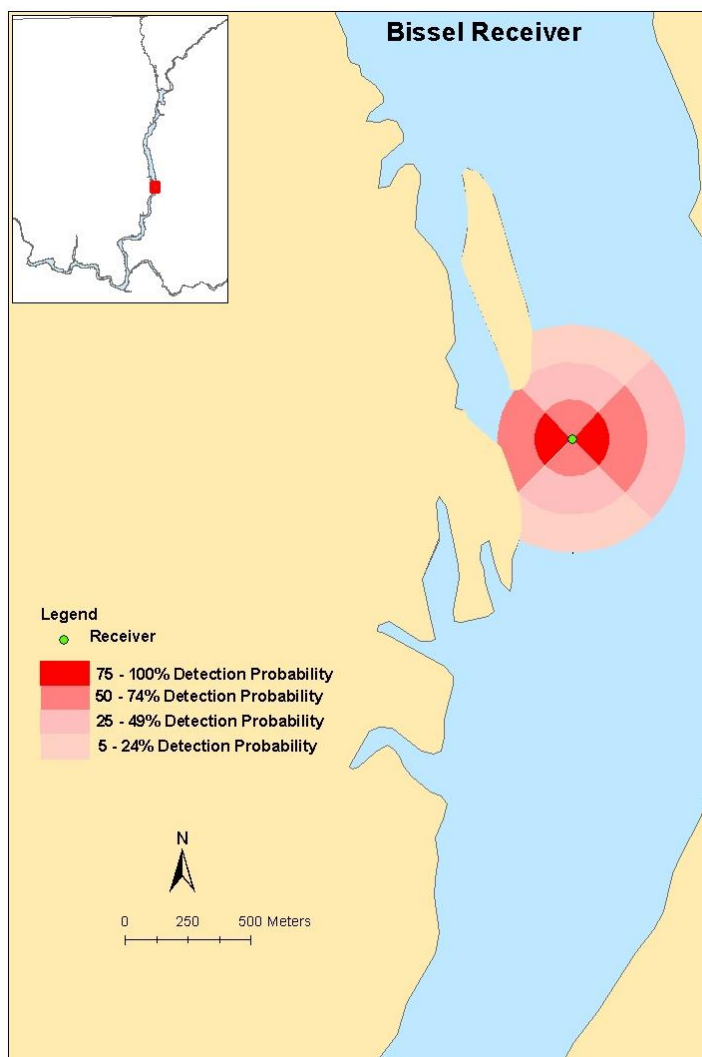 Bissel Receiver
Legend
Receiver
75 - 100% Detection Probability
50 - 74% Detection Probability
25 - 49% Detection Probability
5 - 24% Detection Probability
N
0 250 500 Meters